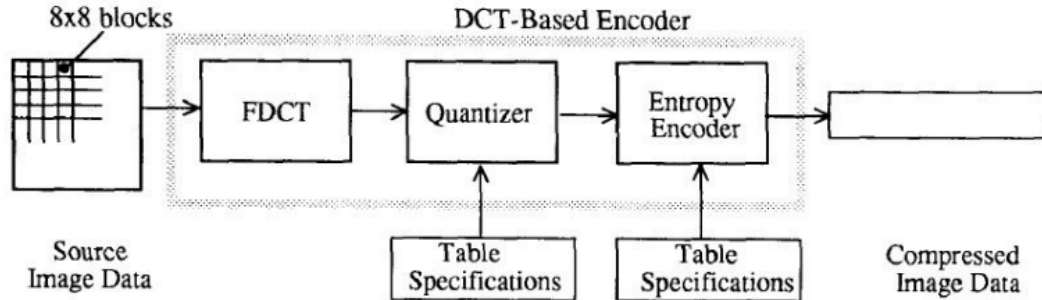 8x8 blocks
DCT-Based Encoder
FDCT
Quantizer
Entropy
Encoder
Source
Image Data
Table
Specifications
Table
Specifications
Compressed
Image Data